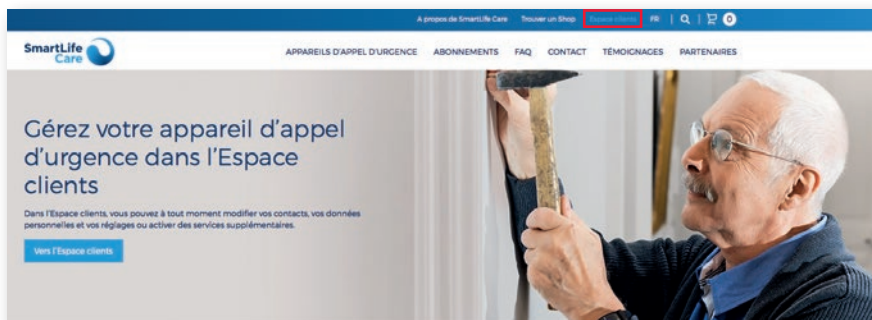 A propos de SmartLife Care Trouver un Shop Espace clients FR 0
SmartLife
Care
APPAREILS D'APPEL D'URGENCE ABONNEMENTS FAQ CONTACT TÉMOIGNAGES PARTENAIRES
Gérez votre appareil d'appel
d'urgence dans l'Espace
clients
Dans l'Espace clients, vous pouvez à tout moment modifier vos contacts, vos données
personnelles et vos réglages ou activer des services supplémentaires.
Vers l'Espace clients